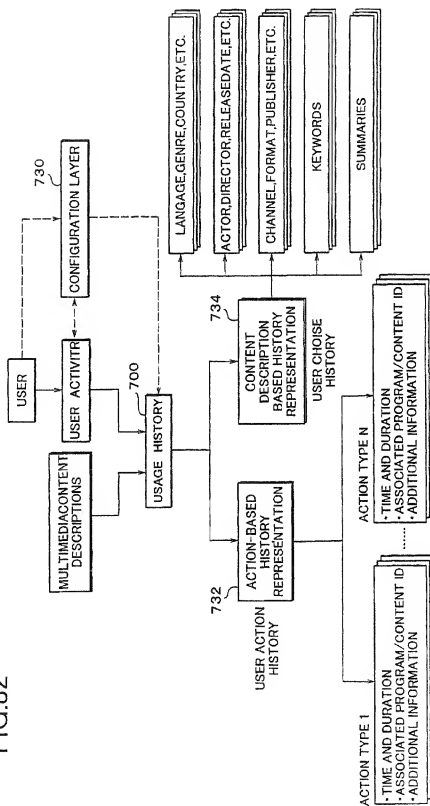 FIG.32
USER
730
CONFIGURATION LAYER
USER ACTIVITR
MULTIMEDIACONTENT
DESCRIPTIONS
700
USAGE HISTORY
732
ACTION-BASED
HISTORY
REPRESENTATION
USER ACTION
HISTORY
734
CONTENT
DESCRIPTION
BASED HISTORY
REPRESENTATION
USER CHOISE
HISTORY
LANGAGE,GENRE,COUNTRY,ETC.
ACTOR,DIRECTOR,RELEASEDATE,ETC.
CHANNEL,FORMAT,PUBLISHER,ETC.
KEYWORDS
SUMMARIES
ACTION TYPE 1
·TIME AND DURATION
·ASSOCIATED PROGRAM/CONTENT ID
·ADDITIONAL INFORMATION
ACTION TYPE N
·TIME AND DURATION
·ASSOCIATED PROGRAM/CONTENT ID
·ADDITIONAL INFORMATION